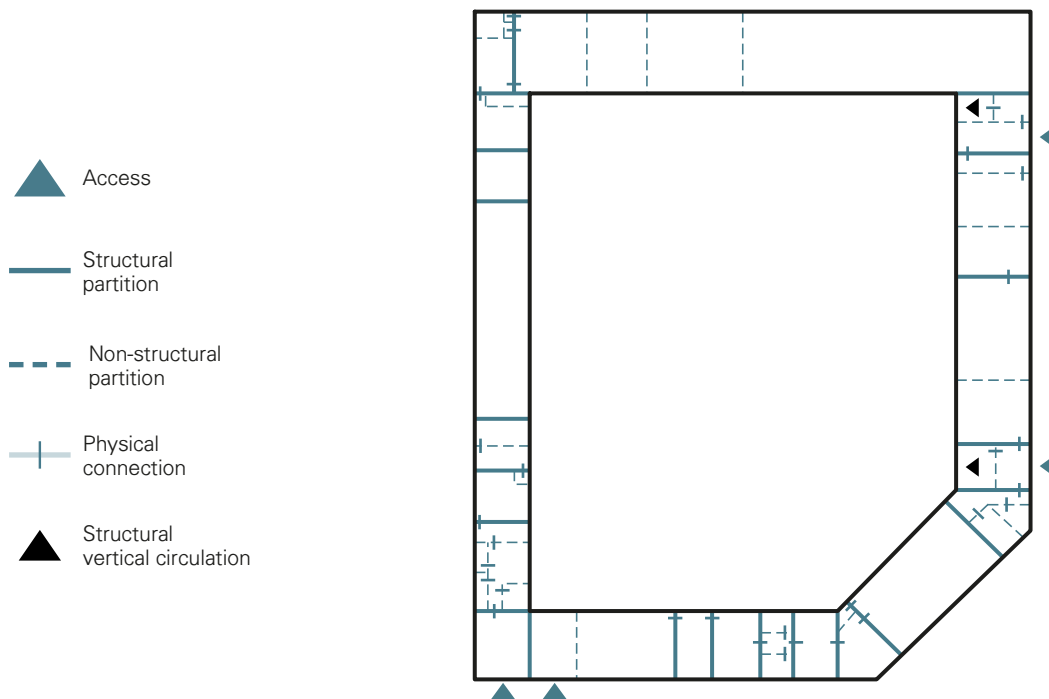 Access
Structural
partition
Non-structural
partition
Physical
connection
Structural
vertical circulation